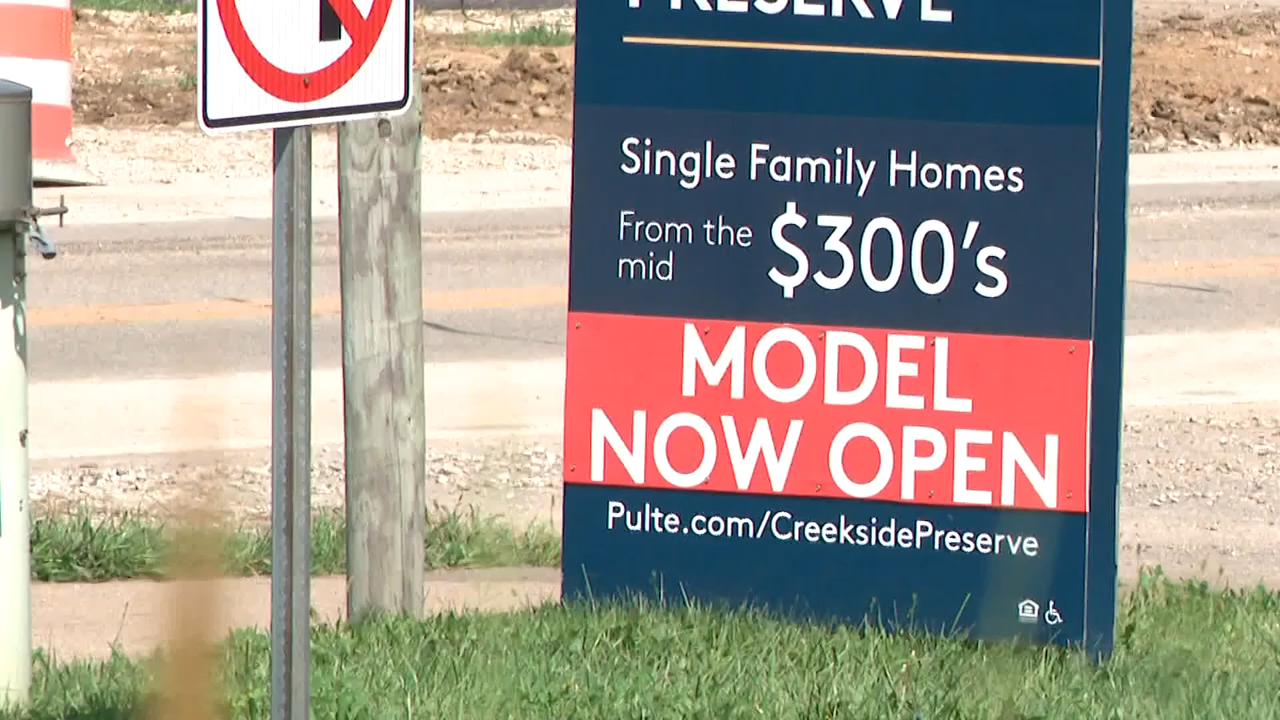 PRESERVE
Single Family Homes
From the
mid
$300's
MODEL
NOW OPEN
Pulte.com/CreeksidePreserve